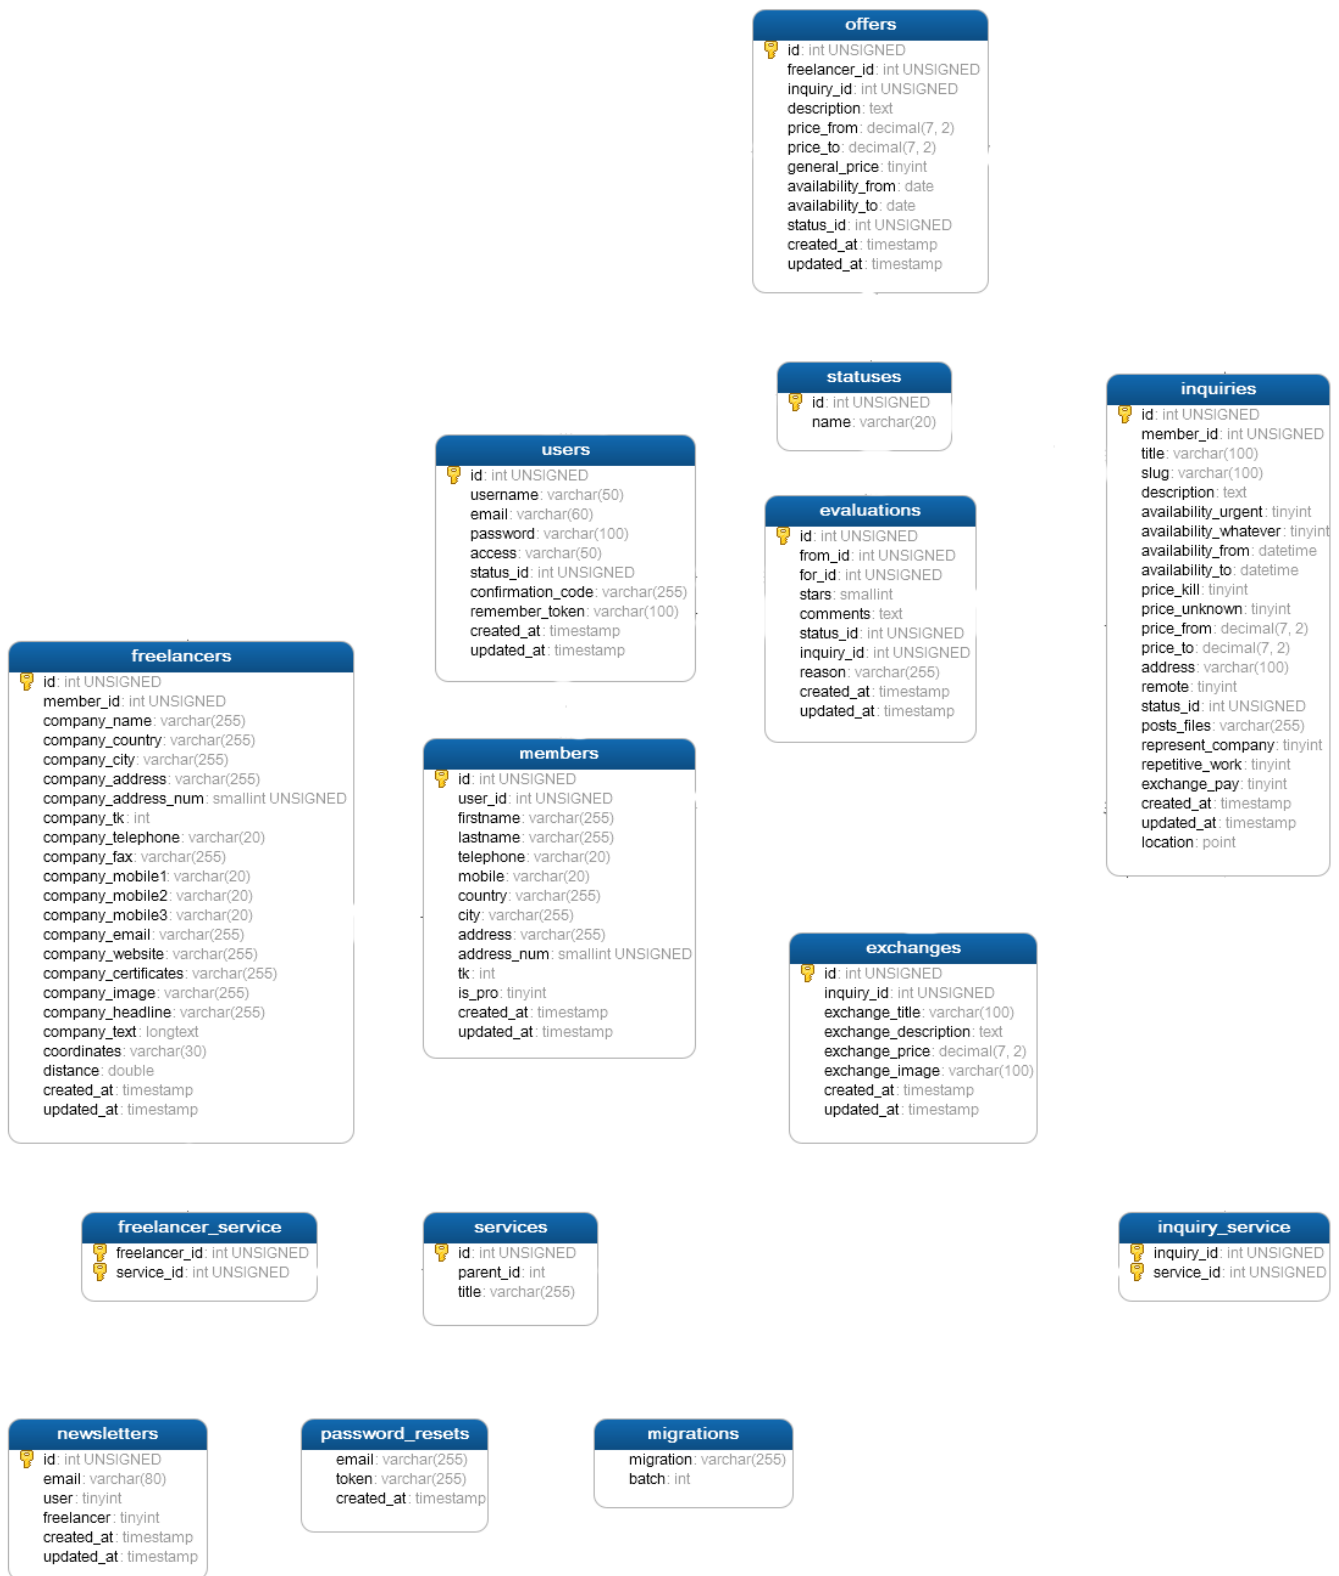 offers
id: int UNSIGNED
freelancer_id: int UNSIGNED
inquiry_id: int UNSIGNED
description: text
price_from: decimal(7, 2)
price_to: decimal(7, 2)
general_price: tinyint
availability_from: date
availability_to: date
status_id: int UNSIGNED
created_at: timestamp
updated_at: timestamp
statuses
id: int UNSIGNED
name: varchar(20)
inquiries
id: int UNSIGNED
member_id: int UNSIGNED
title: varchar(100)
slug: varchar(100)
description: text
availability_urgent: tinyint
availability_whatever: tinyint
availability_from: datetime
availability_to: datetime
price_kill: tinyint
price_unknown: tinyint
price_from: decimal(7, 2)
price_to: decimal(7, 2)
address: varchar(100)
remote: tinyint
status_id: int UNSIGNED
posts_files: varchar(255)
represent_company: tinyint
repetitive_work: tinyint
exchange_pay: tinyint
created_at: timestamp
updated_at: timestamp
location: point
users
id: int UNSIGNED
username: varchar(50)
email: varchar(60)
password: varchar(100)
access: varchar(50)
status_id: int UNSIGNED
confirmation_code: varchar(255)
remember_token: varchar(100)
created_at: timestamp
updated_at: timestamp
evaluations
id: int UNSIGNED
from_id: int UNSIGNED
for_id: int UNSIGNED
stars: smallint
comments: text
status_id: int UNSIGNED
inquiry_id: int UNSIGNED
reason: varchar(255)
created_at: timestamp
updated_at: timestamp
freelancers
id: int UNSIGNED
member_id: int UNSIGNED
company_name: varchar(255)
company_country: varchar(255)
company_city: varchar(255)
company_address: varchar(255)
company_address_num: smallint UNSIGNED
company_tk: int
company_telephone: varchar(20)
company_fax: varchar(255)
company_mobile1: varchar(20)
company_mobile2: varchar(20)
company_mobile3: varchar(20)
company_email: varchar(255)
company_website: varchar(255)
company_certificates: varchar(255)
company_image: varchar(255)
company_headline: varchar(255)
company_text: longtext
coordinates: varchar(30)
distance: double
created_at: timestamp
updated_at: timestamp
members
id: int UNSIGNED
user_id: int UNSIGNED
firstname: varchar(255)
lastname: varchar(255)
telephone: varchar(20)
mobile: varchar(20)
country: varchar(255)
city: varchar(255)
address: varchar(255)
address_num: smallint UNSIGNED
tk: int
is_pro: tinyint
created_at: timestamp
updated_at: timestamp
exchanges
id: int UNSIGNED
inquiry_id: int UNSIGNED
exchange_title: varchar(100)
exchange_description: text
exchange_price: decimal(7, 2)
exchange_image: varchar(100)
created_at: timestamp
updated_at: timestamp
freelancer_service
freelancer_id: int UNSIGNED
service_id: int UNSIGNED
services
id: int UNSIGNED
parent_id: int
title: varchar(255)
inquiry_service
inquiry_id: int UNSIGNED
service_id: int UNSIGNED
newsletters
id: int UNSIGNED
email: varchar(80)
user: tinyint
freelancer: tinyint
created_at: timestamp
updated_at: timestamp
password_resets
email: varchar(255)
token: varchar(255)
created_at: timestamp
migrations
migration: varchar(255)
batch: int